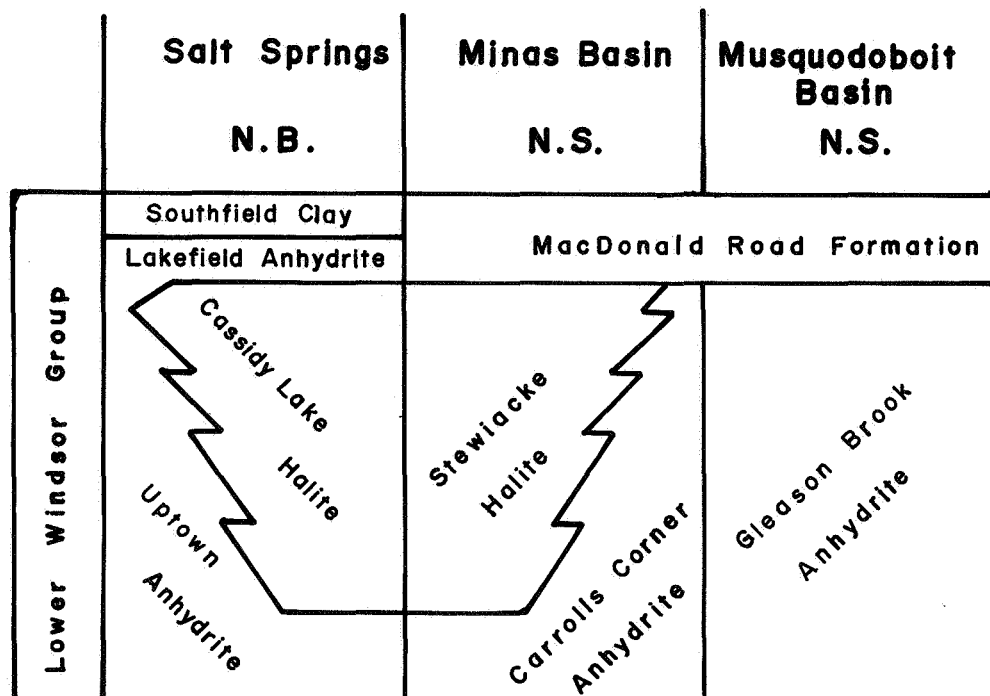 Salt Springs
N.B.
Minas Basin
N.S.
Musquodoboit
Basin
N.S.
Lower Windsor Group
Southfield Clay
Lakefield Anhydrite
MacDonald Road Formation
Cassidy Lake
Halite
Uptown
Anhydrite
Stewiacke
Halite
Carrolls Corner
Anhydrite
Gleason Brook
Anhydrite